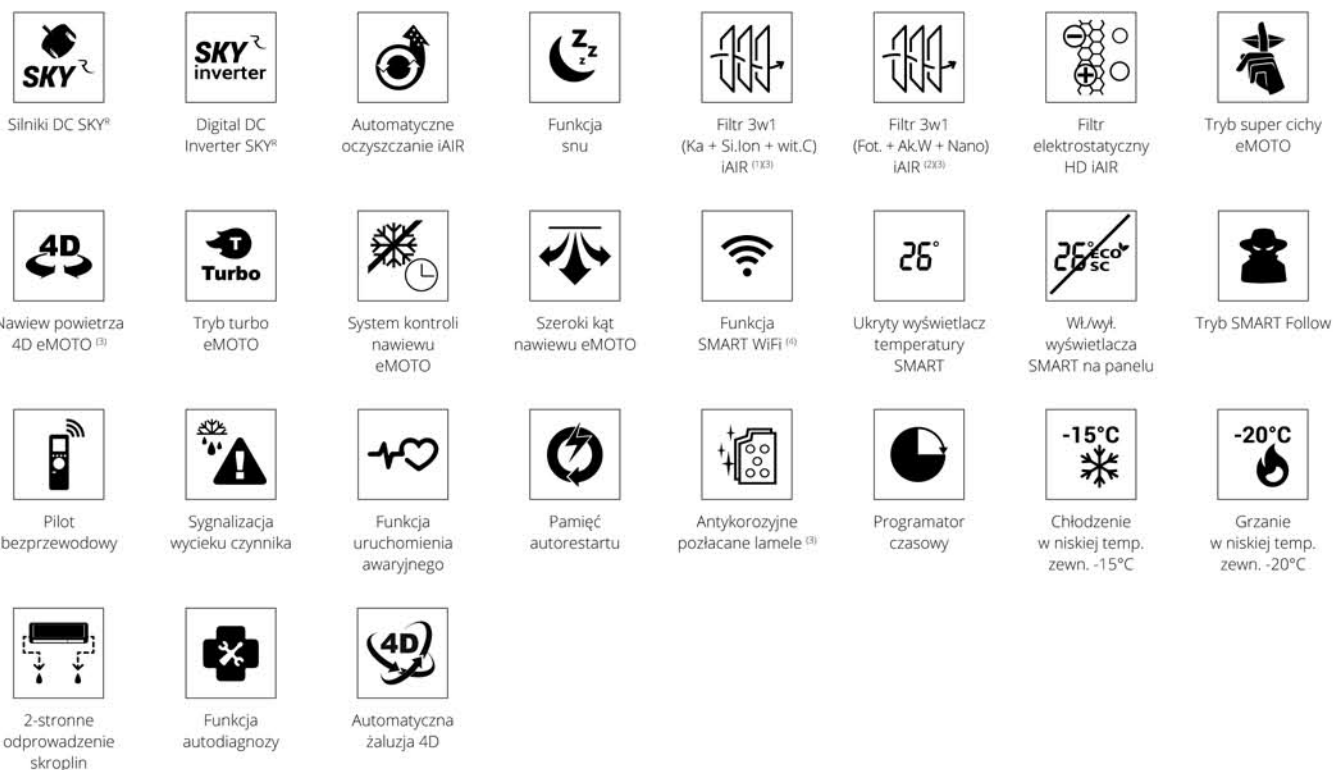 SKY R
SKY R
inverter
Z z z
Silniki DC SKYᴿ
Digital DC
Inverter SKYᴿ
Automatyczne
oczyszczanie iAIR
Funkcja
snu
Filtr 3w1
(Ka + Si.Ion + wit.C)
iAIR (1)(3)
Filtr 3w1
(Fot. + Ak.W + Nano)
iAIR (2)(3)
Filtr
elektrostatyczny
HD iAIR
Tryb super cichy
eMOTO
4D
T
Turbo
26°
26° ECO
SC
Nawiew powietrza
4D eMOTO (3)
Tryb turbo
eMOTO
System kontroli
nawiewu
eMOTO
Szeroki kąt
nawiewu eMOTO
Funkcja
SMART WiFi (4)
Ukryty wyświetlacz
temperatury
SMART
Wł./wył.
wyświetlacza
SMART na panelu
Tryb SMART Follow
-15°C
-20°C
Pilot
bezprzewodowy
Sygnalizacja
wycieku czynnika
Funkcja
uruchomienia
awaryjnego
Pamięć
autorestartu
Antykorozyjne
pozłacane lamele (3)
Programator
czasowy
Chłodzenie
w niskiej temp.
zewn. -15°C
Grzanie
w niskiej temp.
zewn. -20°C
4D
2-stronne
odprowadzenie
skroplin
Funkcja
autodiagnozy
Automatyczna
żaluzja 4D